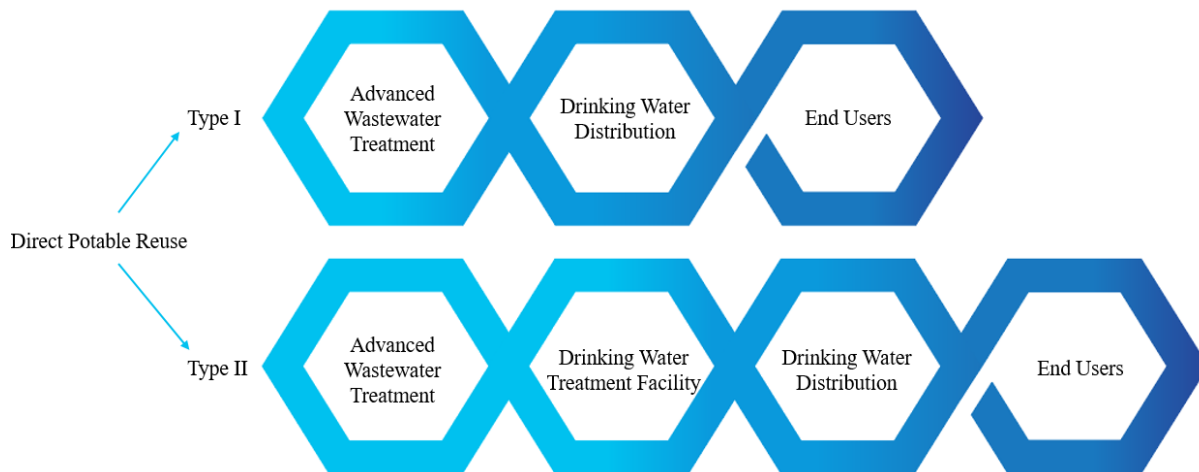 Direct Potable Reuse
Type I
Advanced
Wastewater
Treatment
Drinking Water
Distribution
End Users
Type II
Advanced
Wastewater
Treatment
Drinking Water
Treatment Facility
Drinking Water
Distribution
End Users